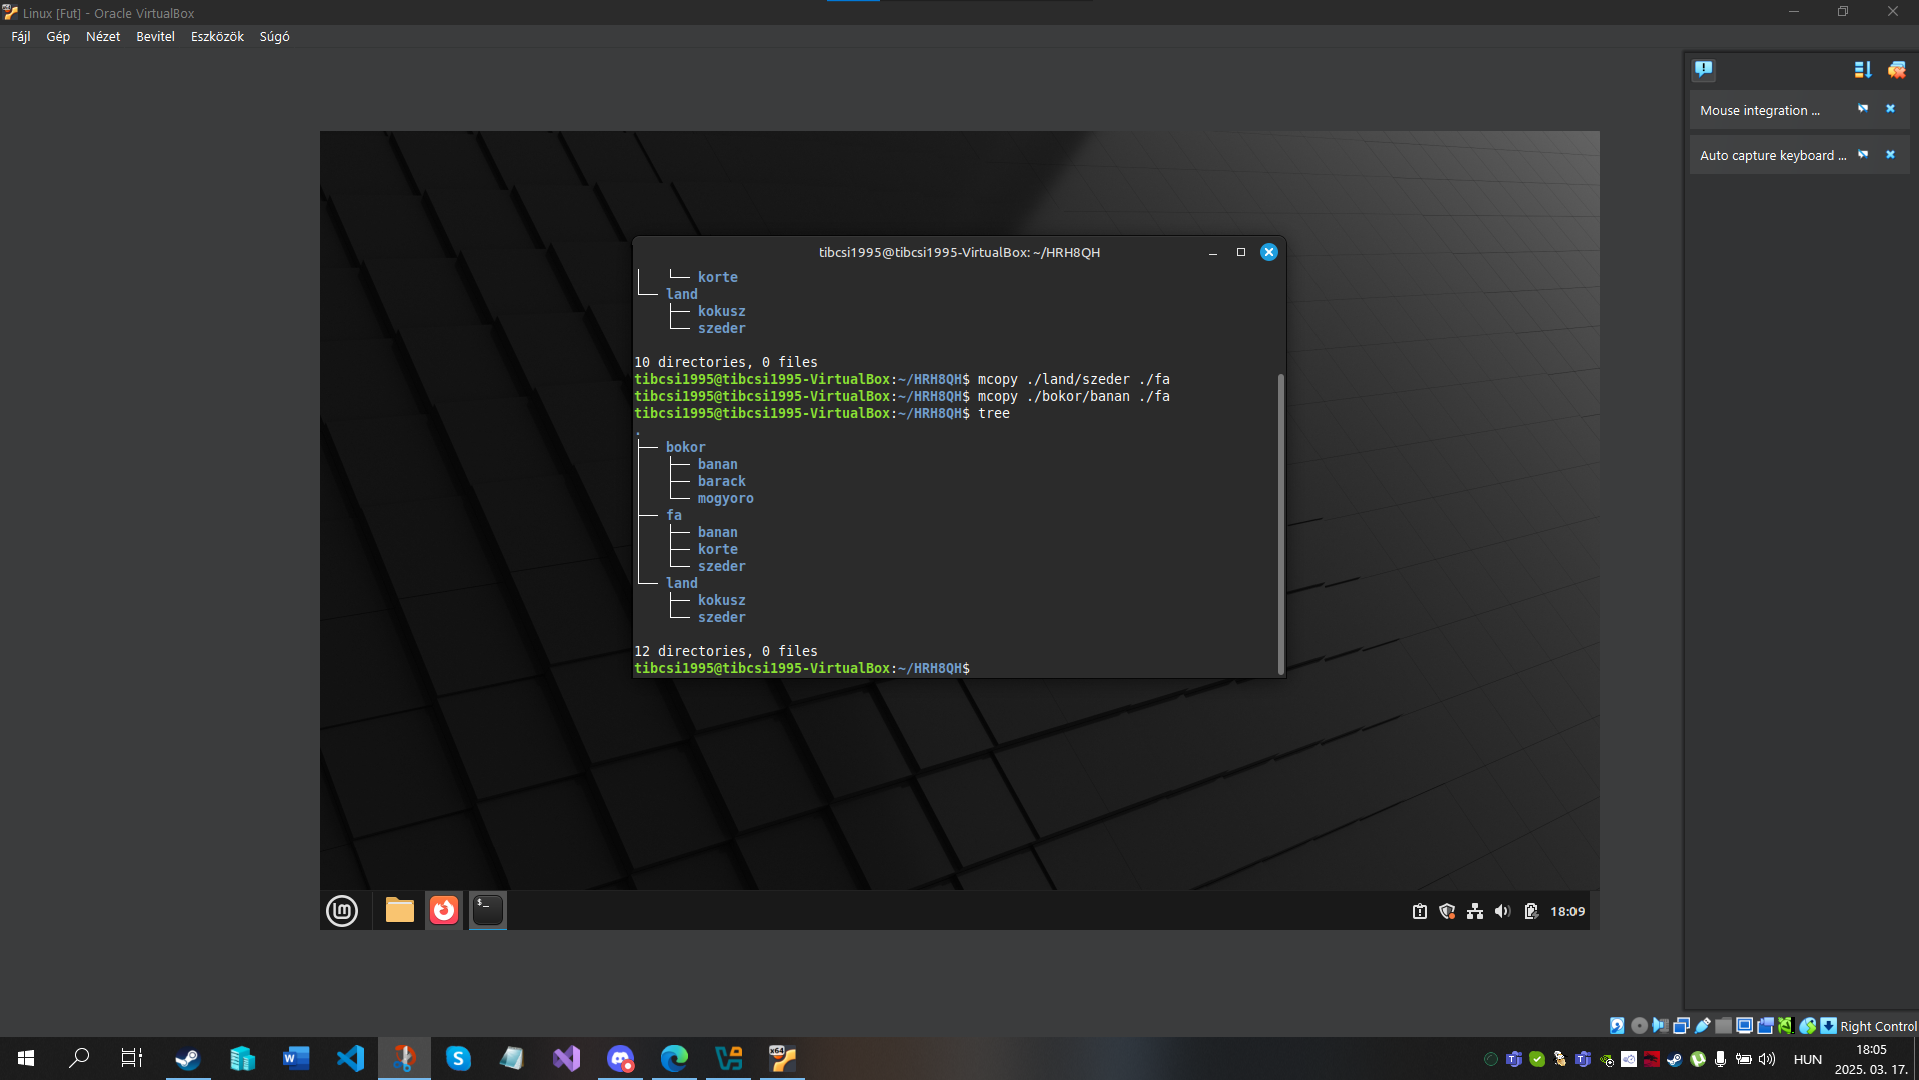 Linux [Fut] - Oracle VirtualBox
Fájl Gép Nézet Bevitel Eszközök Súgó
Mouse integration ...
Auto capture keyboard ...
tibcsi1995@tibcsi1995-VirtualBox: ~/HRH8QH
│   └── korte
└── land
    ├── kokusz
    └── szeder
10 directories, 0 files
tibcsi1995@tibcsi1995-VirtualBox:~/HRH8QH$ mcopy ./land/szeder ./fa
tibcsi1995@tibcsi1995-VirtualBox:~/HRH8QH$ mcopy ./bokor/banan ./fa
tibcsi1995@tibcsi1995-VirtualBox:~/HRH8QH$ tree
.
├── bokor
│   ├── banan
│   ├── barack
│   └── mogyoro
├── fa
│   ├── banan
│   ├── korte
│   └── szeder
└── land
    ├── kokusz
    └── szeder
12 directories, 0 files
tibcsi1995@tibcsi1995-VirtualBox:~/HRH8QH$
18:09
Right Control
HUN
18:05
2025. 03. 17.